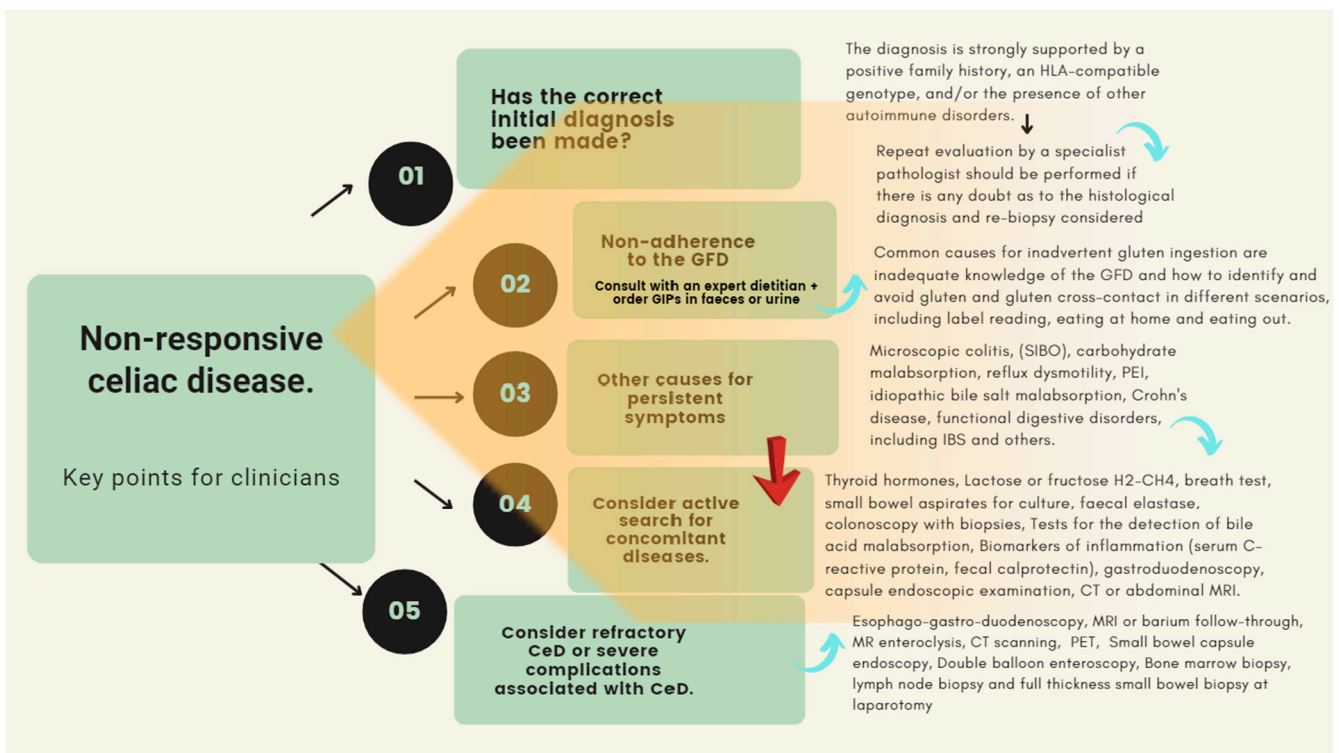 Non-responsive
celiac disease.
Key points for clinicians
01
Has the correct
initial diagnosis
been made?
The diagnosis is strongly supported by a
positive family history, an HLA-compatible
genotype, and/or the presence of other
autoimmune disorders.
Repeat evaluation by a specialist
pathologist should be performed if
there is any doubt as to the histological
diagnosis and re-biopsy considered
02
Non-adherence
to the GFD
Consult with an expert dietitian +
order GIPs in faeces or urine
Common causes for inadvertent gluten ingestion are
inadequate knowledge of the GFD and how to identify and
avoid gluten and gluten cross-contact in different scenarios,
including label reading, eating at home and eating out.
03
Other causes for
persistent
symptoms
Microscopic colitis, (SIBO), carbohydrate
malabsorption, reflux dysmotility, PEI,
idiopathic bile salt malabsorption, Crohn's
disease, functional digestive disorders,
including IBS and others.
04
Consider active
search for
concomitant
diseases.
Thyroid hormones, Lactose or fructose H2-CH4, breath test,
small bowel aspirates for culture, faecal elastase,
colonoscopy with biopsies, Tests for the detection of bile
acid malabsorption, Biomarkers of inflammation (serum C-
reactive protein, fecal calprotectin), gastroduodenoscopy,
capsule endoscopic examination, CT or abdominal MRI.
05
Consider refractory
CeD or severe
complications
associated with CeD.
Esophago-gastro-duodenoscopy, MRI or barium follow-through,
MR enteroclysis, CT scanning, PET, Small bowel capsule
endoscopy, Double balloon enteroscopy, Bone marrow biopsy,
lymph node biopsy and full thickness small bowel biopsy at
laparotomy